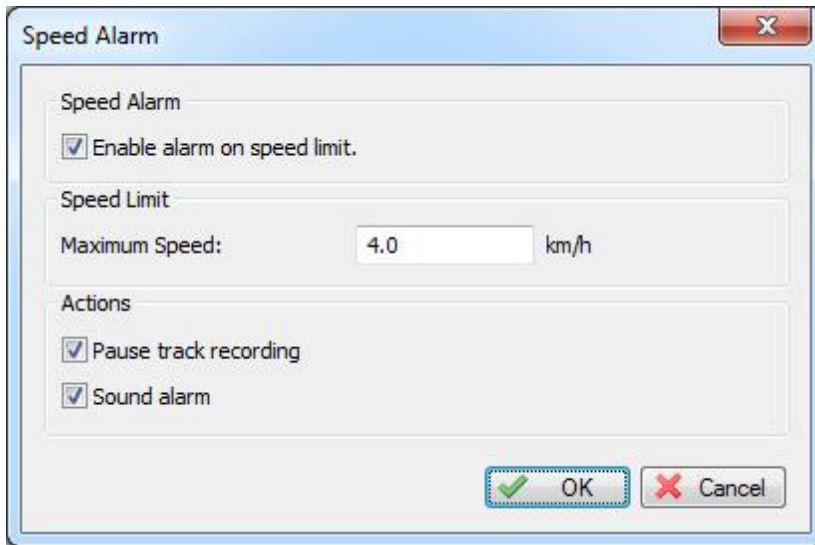 Speed Alarm
Speed Alarm
Enable alarm on speed limit.
Speed Limit
Maximum Speed: 4.0 km/h
Actions
Pause track recording
Sound alarm
OK Cancel